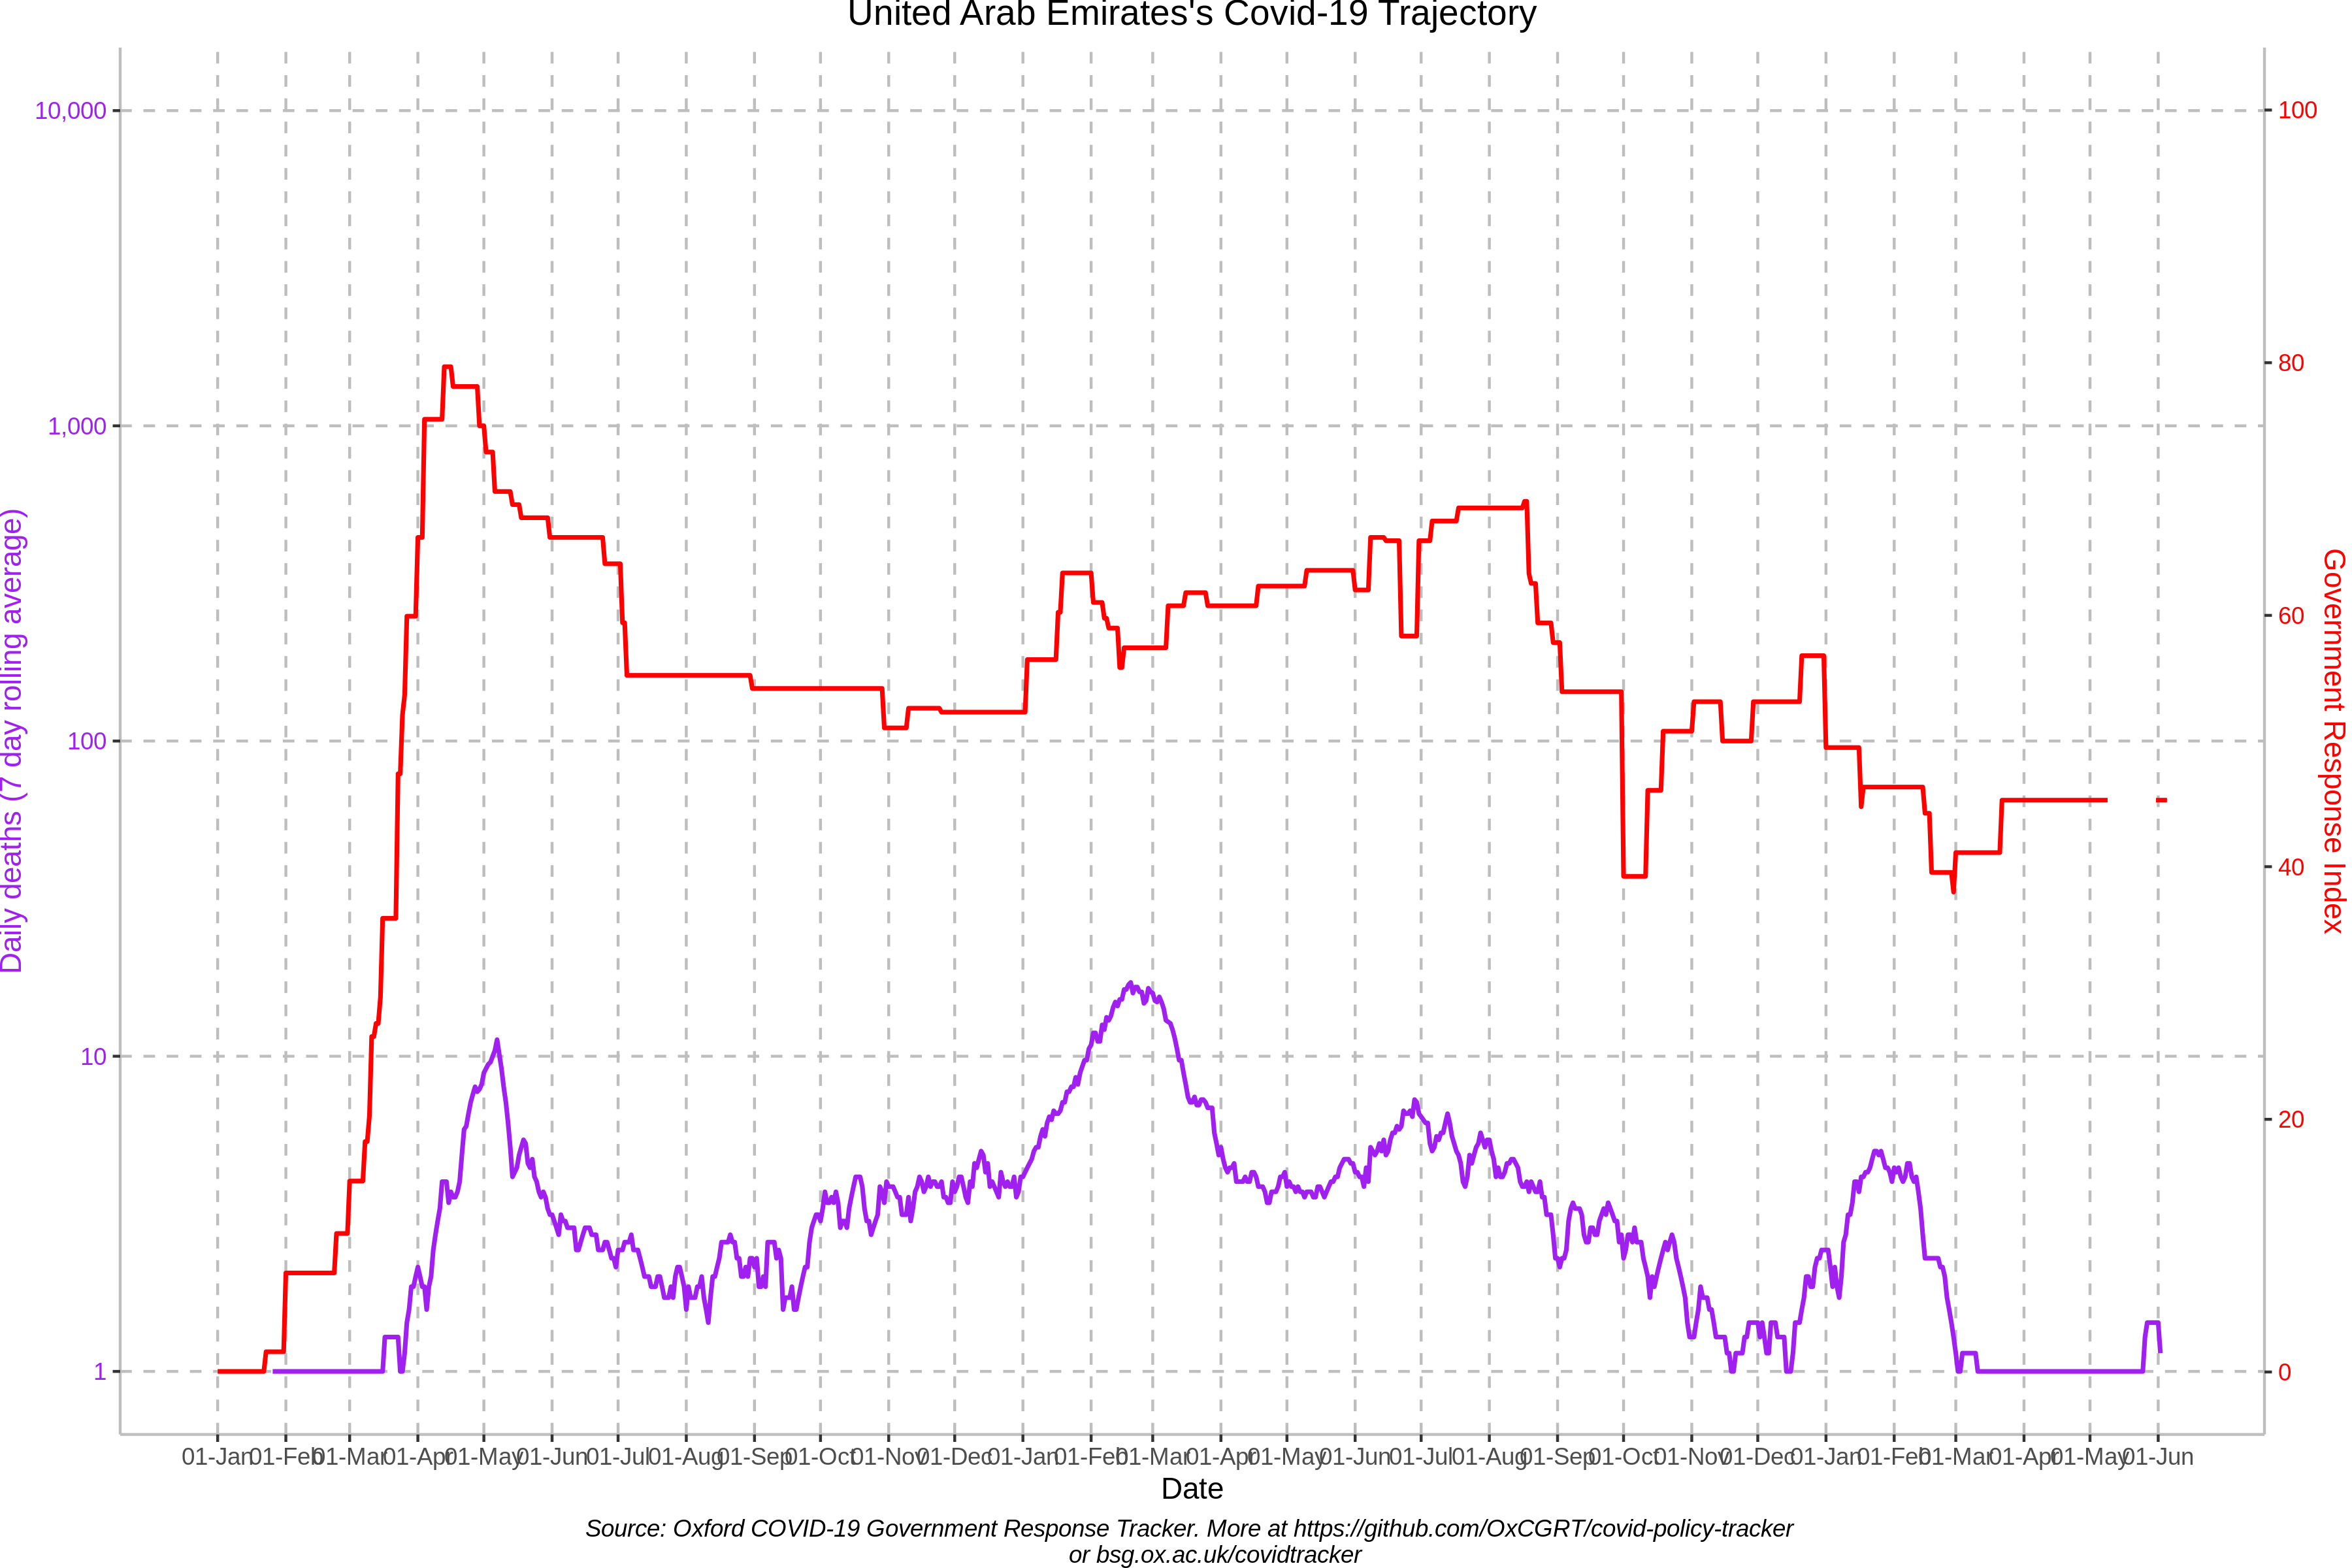 United Arab Emirates's Covid-19 Trajectory
10,000
1,000
100
10
1
Daily deaths (7 day rolling average)
100
80
60
40
20
0
Government Response Index
01-Jan 01-Feb 01-Mar 01-Apr 01-May 01-Jun 01-Jul 01-Aug 01-Sep 01-Oct 01-Nov 01-Dec 01-Jan 01-Feb 01-Mar 01-Apr 01-May 01-Jun 01-Jul 01-Aug 01-Sep 01-Oct 01-Nov 01-Dec 01-Jan 01-Feb 01-Mar 01-Apr 01-May 01-Jun
Date
Source: Oxford COVID-19 Government Response Tracker. More at https://github.com/OxCGRT/covid-policy-tracker
or bsg.ox.ac.uk/covidtracker